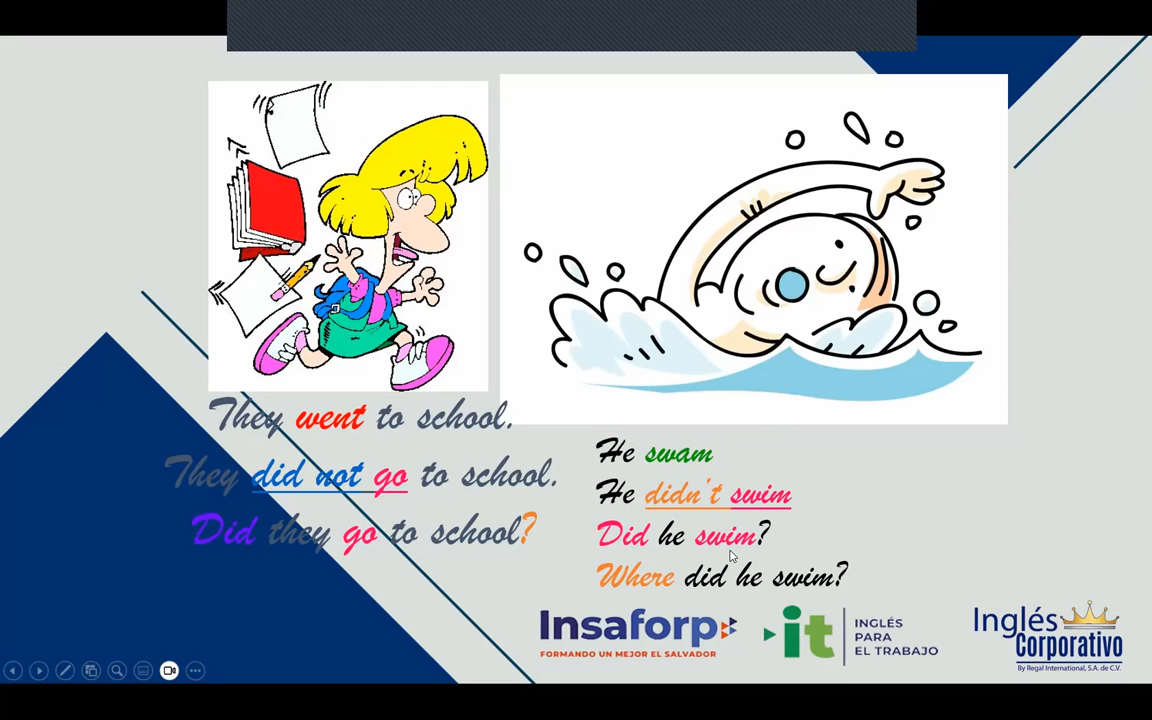 They went to school.
They did not go to school.
Did they go to school?
He swam
He didn't swim
Did he swim?
Where did he swim?
Insaforp
FORMANDO UN MEJOR EL SALVADOR
it
INGLÉS
PARA
EL TRABAJO
Inglés
Corporativo
By Regal International, S.A. de C.V.